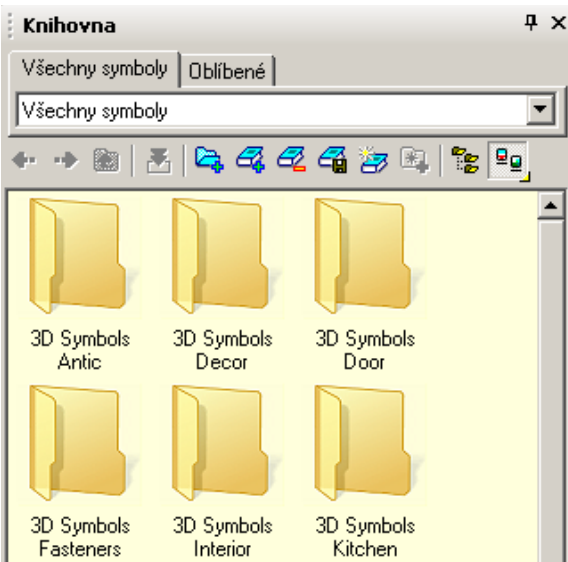 Knihovna
Všechny symboly
Oblíbené
Všechny symboly
3D Symbols
Antic
3D Symbols
Decor
3D Symbols
Door
3D Symbols
Fasteners
3D Symbols
Interior
3D Symbols
Kitchen